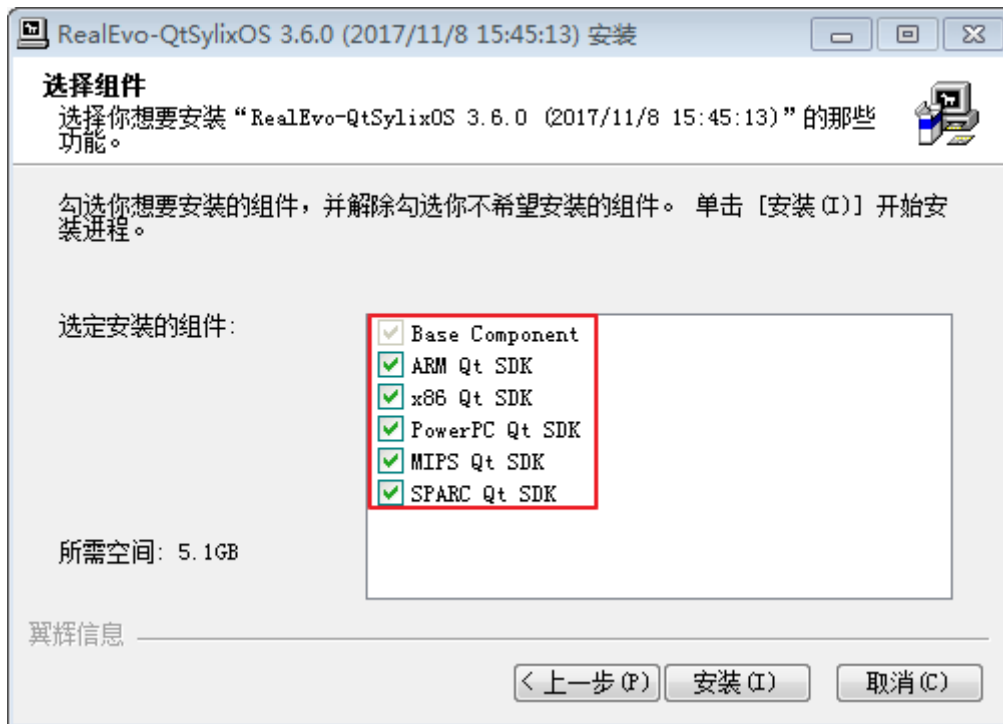 RealEvo-QtSylixOS 3.6.0 (2017/11/8 15:45:13) 安装
选择组件
选择你想要安装“RealEvo-QtSylixOS 3.6.0 (2017/11/8 15:45:13)”的那些
功能。
勾选你想要安装的组件，并解除勾选你不希望安装的组件。 单击 [安装(I)] 开始安
装进程。
选定安装的组件:
Base Component
ARM Qt SDK
x86 Qt SDK
PowerPC Qt SDK
MIPS Qt SDK
SPARC Qt SDK
所需空间: 5.1GB
翼辉信息
< 上一步(P)
安装(I)
取消(C)